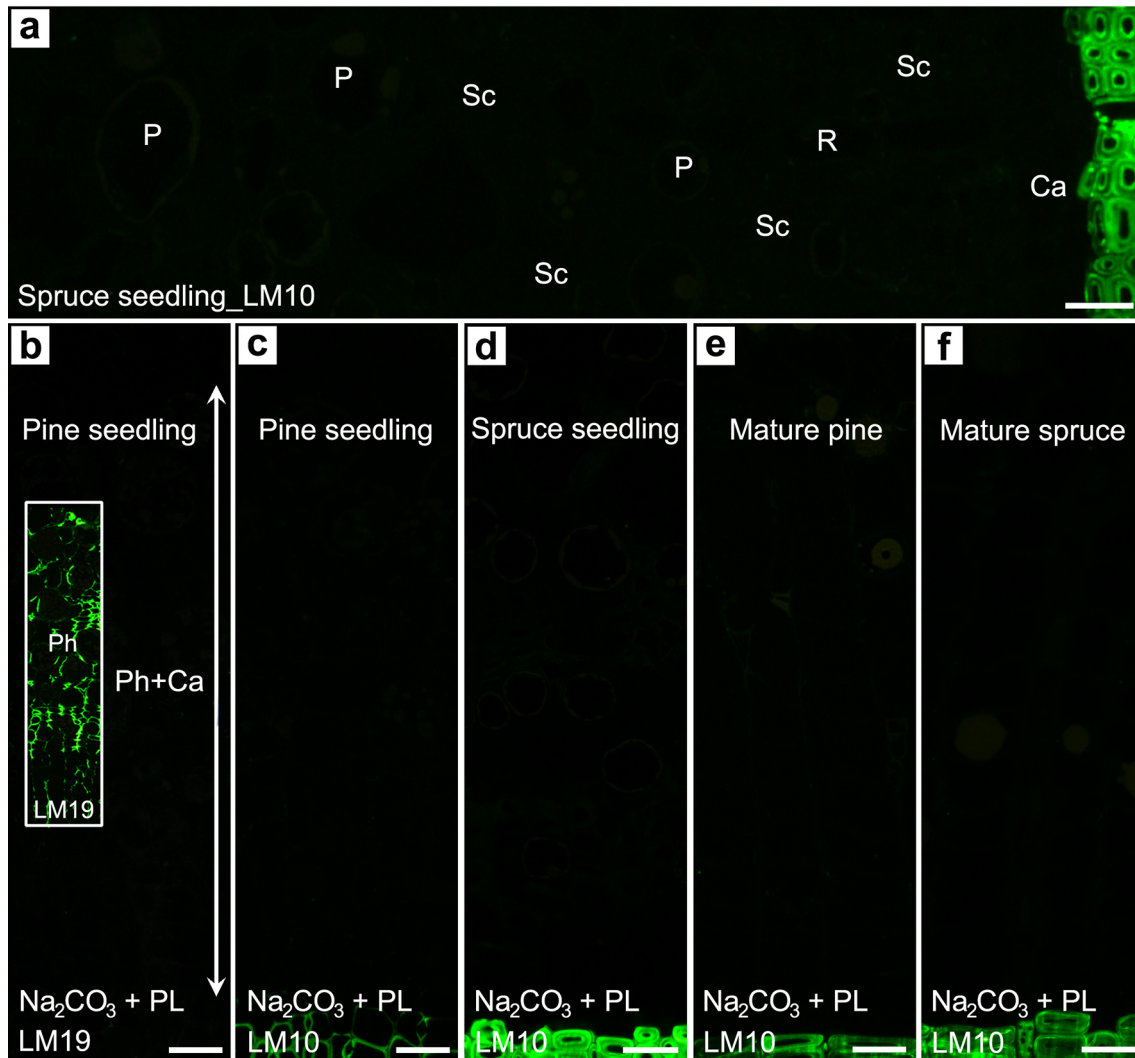 a
P
P
Sc
Sc
P
R
Ca
Sc
Sc
Spruce seedling_LM10
b
Pine seedling
Ph
Ph+Ca
LM19
Na₂CO₃ + PL
LM19
c
Pine seedling
Na₂CO₃ + PL
LM10
d
Spruce seedling
Na₂CO₃ + PL
LM10
e
Mature pine
Na₂CO₃ + PL
LM10
f
Mature spruce
Na₂CO₃ + PL
LM10